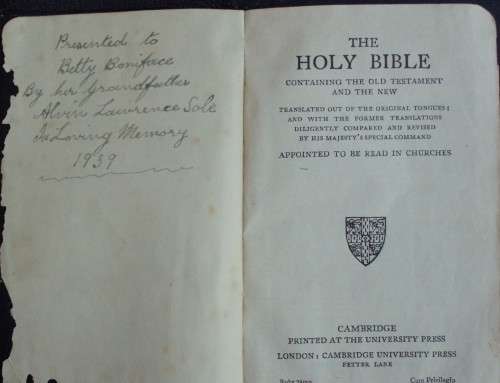 Presented to
Betty Boniface
By her Grandfather
Alvin Lawrence Sole
In Loving Memory
1939
THE
HOLY BIBLE
CONTAINING THE OLD TESTAMENT
AND THE NEW
TRANSLATED OUT OF THE ORIGINAL TONGUES:
AND WITH THE FORMER TRANSLATIONS
DILIGENTLY COMPARED AND REVISED
BY HIS MAJESTY'S SPECIAL COMMAND
APPOINTED TO BE READ IN CHURCHES
CAMBRIDGE
PRINTED AT THE UNIVERSITY PRESS
LONDON: CAMBRIDGE UNIVERSITY PRESS
FETTER LANE
Ruby 32mo
Cum Privilegio